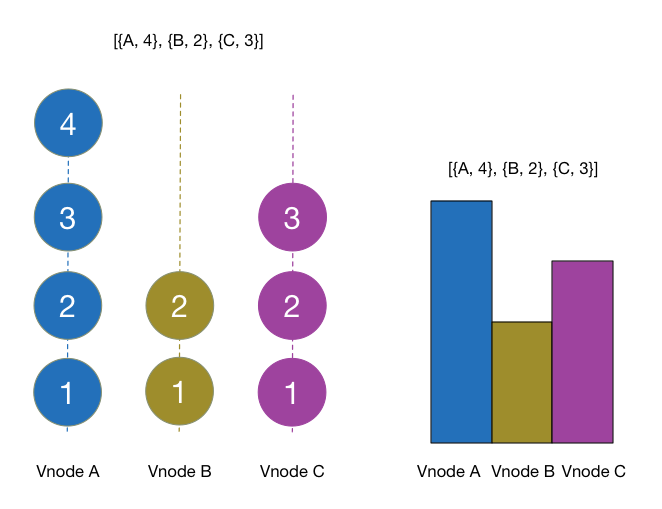 [{A, 4}, {B, 2}, {C, 3}]
4
3 3
2 2 2
1 1 1
Vnode A Vnode B Vnode C
[{A, 4}, {B, 2}, {C, 3}]
Vnode A Vnode B Vnode C